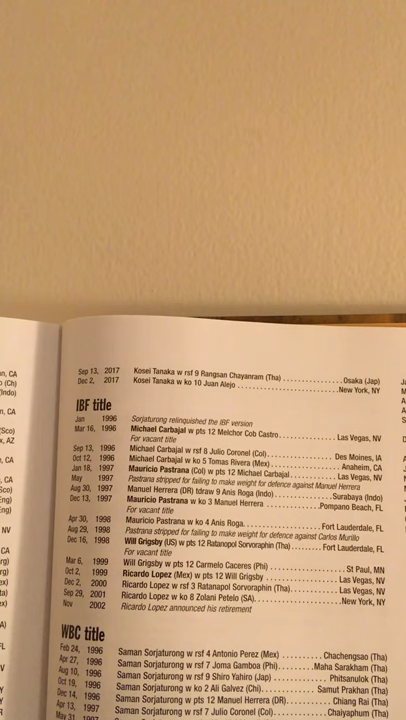 Sep 13, 2017 Kosei Tanaka w rsf 9 Rangsan Chayanram (Tha) Osaka (Jap)
Dec 2, 2017 Kosei Tanaka w ko 10 Juan Alejo New York, NY
IBF title
Jan 1996 Sorjaturong relinquished the IBF version
Mar 16, 1996 Michael Carbajal w pts 12 Melchor Cob Castro Las Vegas, NV
For vacant title
Sep 13, 1996 Michael Carbajal w rsf 8 Julio Coronel (Col) Des Moines, IA
Oct 12, 1996 Michael Carbajal w ko 5 Tomas Rivera (Mex) Anaheim, CA
Jan 18, 1997 Mauricio Pastrana (Col) w pts 12 Michael Carbajal Las Vegas, NV
May 1997 Pastrana stripped for failing to make weight for defence against Manuel Herrera
Aug 30, 1997 Manuel Herrera (DR) tdraw 9 Anis Roga (Indo) Surabaya (Indo)
Dec 13, 1997 Mauricio Pastrana w ko 3 Manuel Herrera Pompano Beach, FL
For vacant title
Apr 30, 1998 Mauricio Pastrana w ko 4 Anis Roga Fort Lauderdale, FL
Aug 29, 1998 Pastrana stripped for failing to make weight for defence against Carlos Murillo
Dec 16, 1998 Will Grigsby (US) w pts 12 Ratanapol Sorvoraphin (Tha) Fort Lauderdale, FL
For vacant title
Mar 6, 1999 Will Grigsby w pts 12 Carmelo Caceres (Phi) St Paul, MN
Oct 2, 1999 Ricardo Lopez (Mex) w pts 12 Will Grigsby Las Vegas, NV
Dec 2, 2000 Ricardo Lopez w rsf 3 Ratanapol Sorvoraphin (Tha) Las Vegas, NV
Sep 29, 2001 Ricardo Lopez w ko 8 Zolani Petelo (SA) New York, NY
Nov 2002 Ricardo Lopez announced his retirement
WBC title
Feb 24, 1996 Saman Sorjaturong w rsf 4 Antonio Perez (Mex) Chachengsao (Tha)
Apr 27, 1996 Saman Sorjaturong w rsf 7 Joma Gamboa (Phi) Maha Sarakham (Tha)
Aug 10, 1996 Saman Sorjaturong w rsf 9 Shiro Yahiro (Jap) Phitsanulok (Tha)
Oct 19, 1996 Saman Sorjaturong w ko 2 Ali Galvez (Chi) Samut Prakhan (Tha)
Dec 14, 1996 Saman Sorjaturong w pts 12 Manuel Herrera (DR) Chiang Rai (Tha)
Apr 13, 1997 Saman Sorjaturong w rsf 7 Julio Coronel (Col) Chaiyaphum (Tha)
May 31, 1997